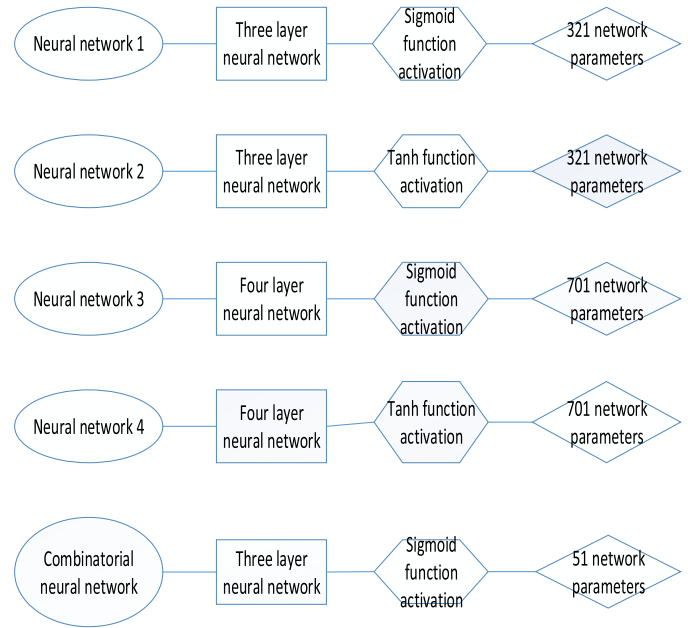 Neural network 1
Three layer
neural network
Sigmoid
function
activation
321 network
parameters
Neural network 2
Three layer
neural network
Tanh function
activation
321 network
parameters
Neural network 3
Four layer
neural network
Sigmoid
function
activation
701 network
parameters
Neural network 4
Four layer
neural network
Tanh function
activation
701 network
parameters
Combinatorial
neural network
Three layer
neural network
Sigmoid
function
activation
51 network
parameters